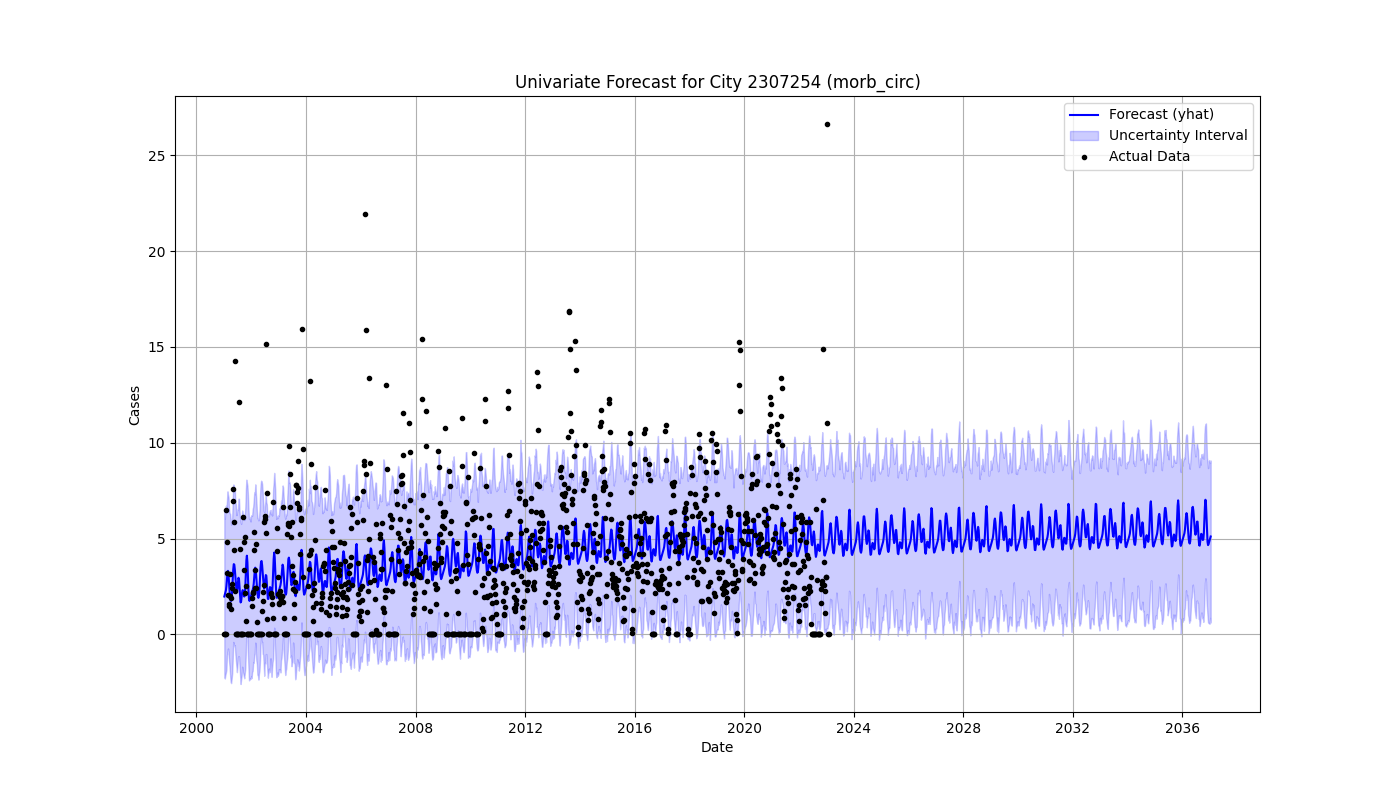 Univariate Forecast for City 2307254 (morb_circ)
Forecast (yhat)
Uncertainty Interval
Actual Data
Cases
25
20
15
10
5
0
2000 2004 2008 2012 2016 2020 2024 2028 2032 2036
Date